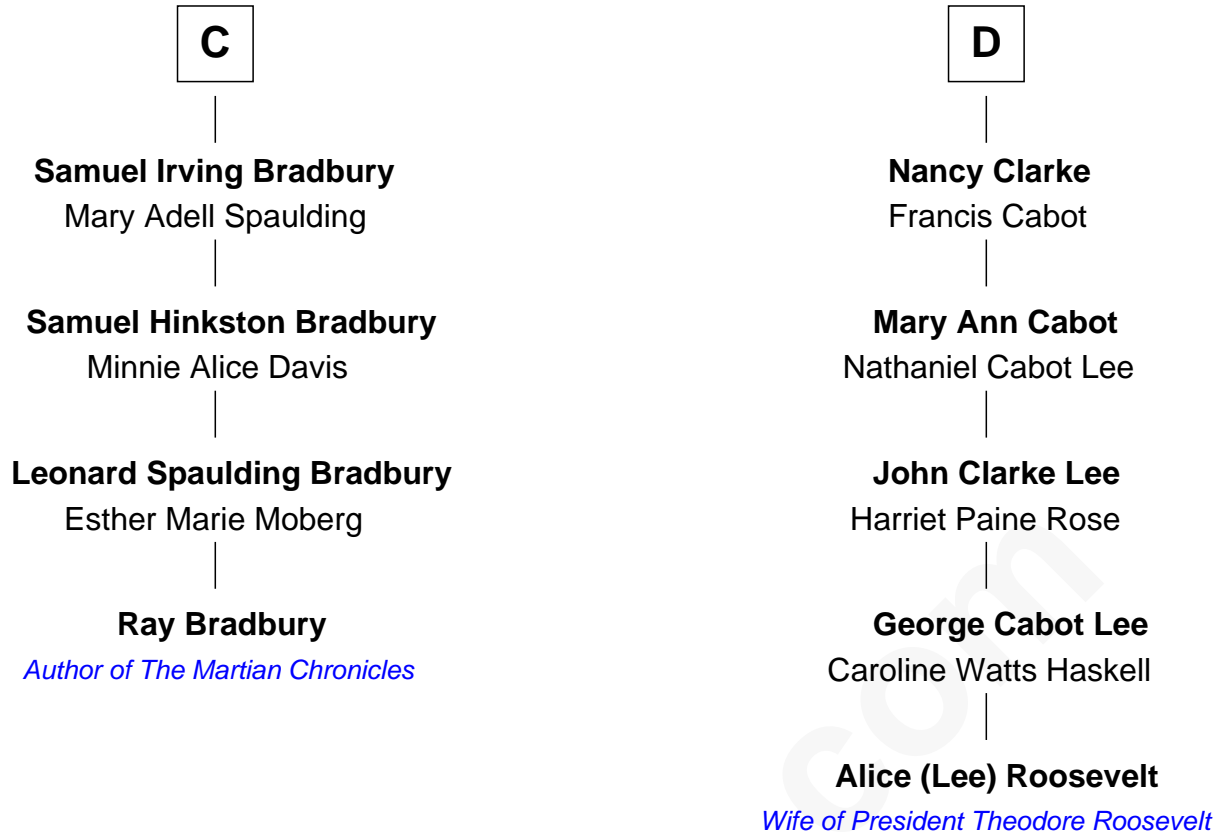 C
Samuel Irving Bradbury
Mary Adell Spaulding
Samuel Hinkston Bradbury
Minnie Alice Davis
Leonard Spaulding Bradbury
Esther Marie Moberg
Ray Bradbury
Author of The Martian Chronicles
D
Nancy Clarke
Francis Cabot
Mary Ann Cabot
Nathaniel Cabot Lee
John Clarke Lee
Harriet Paine Rose
George Cabot Lee
Caroline Watts Haskell
Alice (Lee) Roosevelt
Wife of President Theodore Roosevelt
com